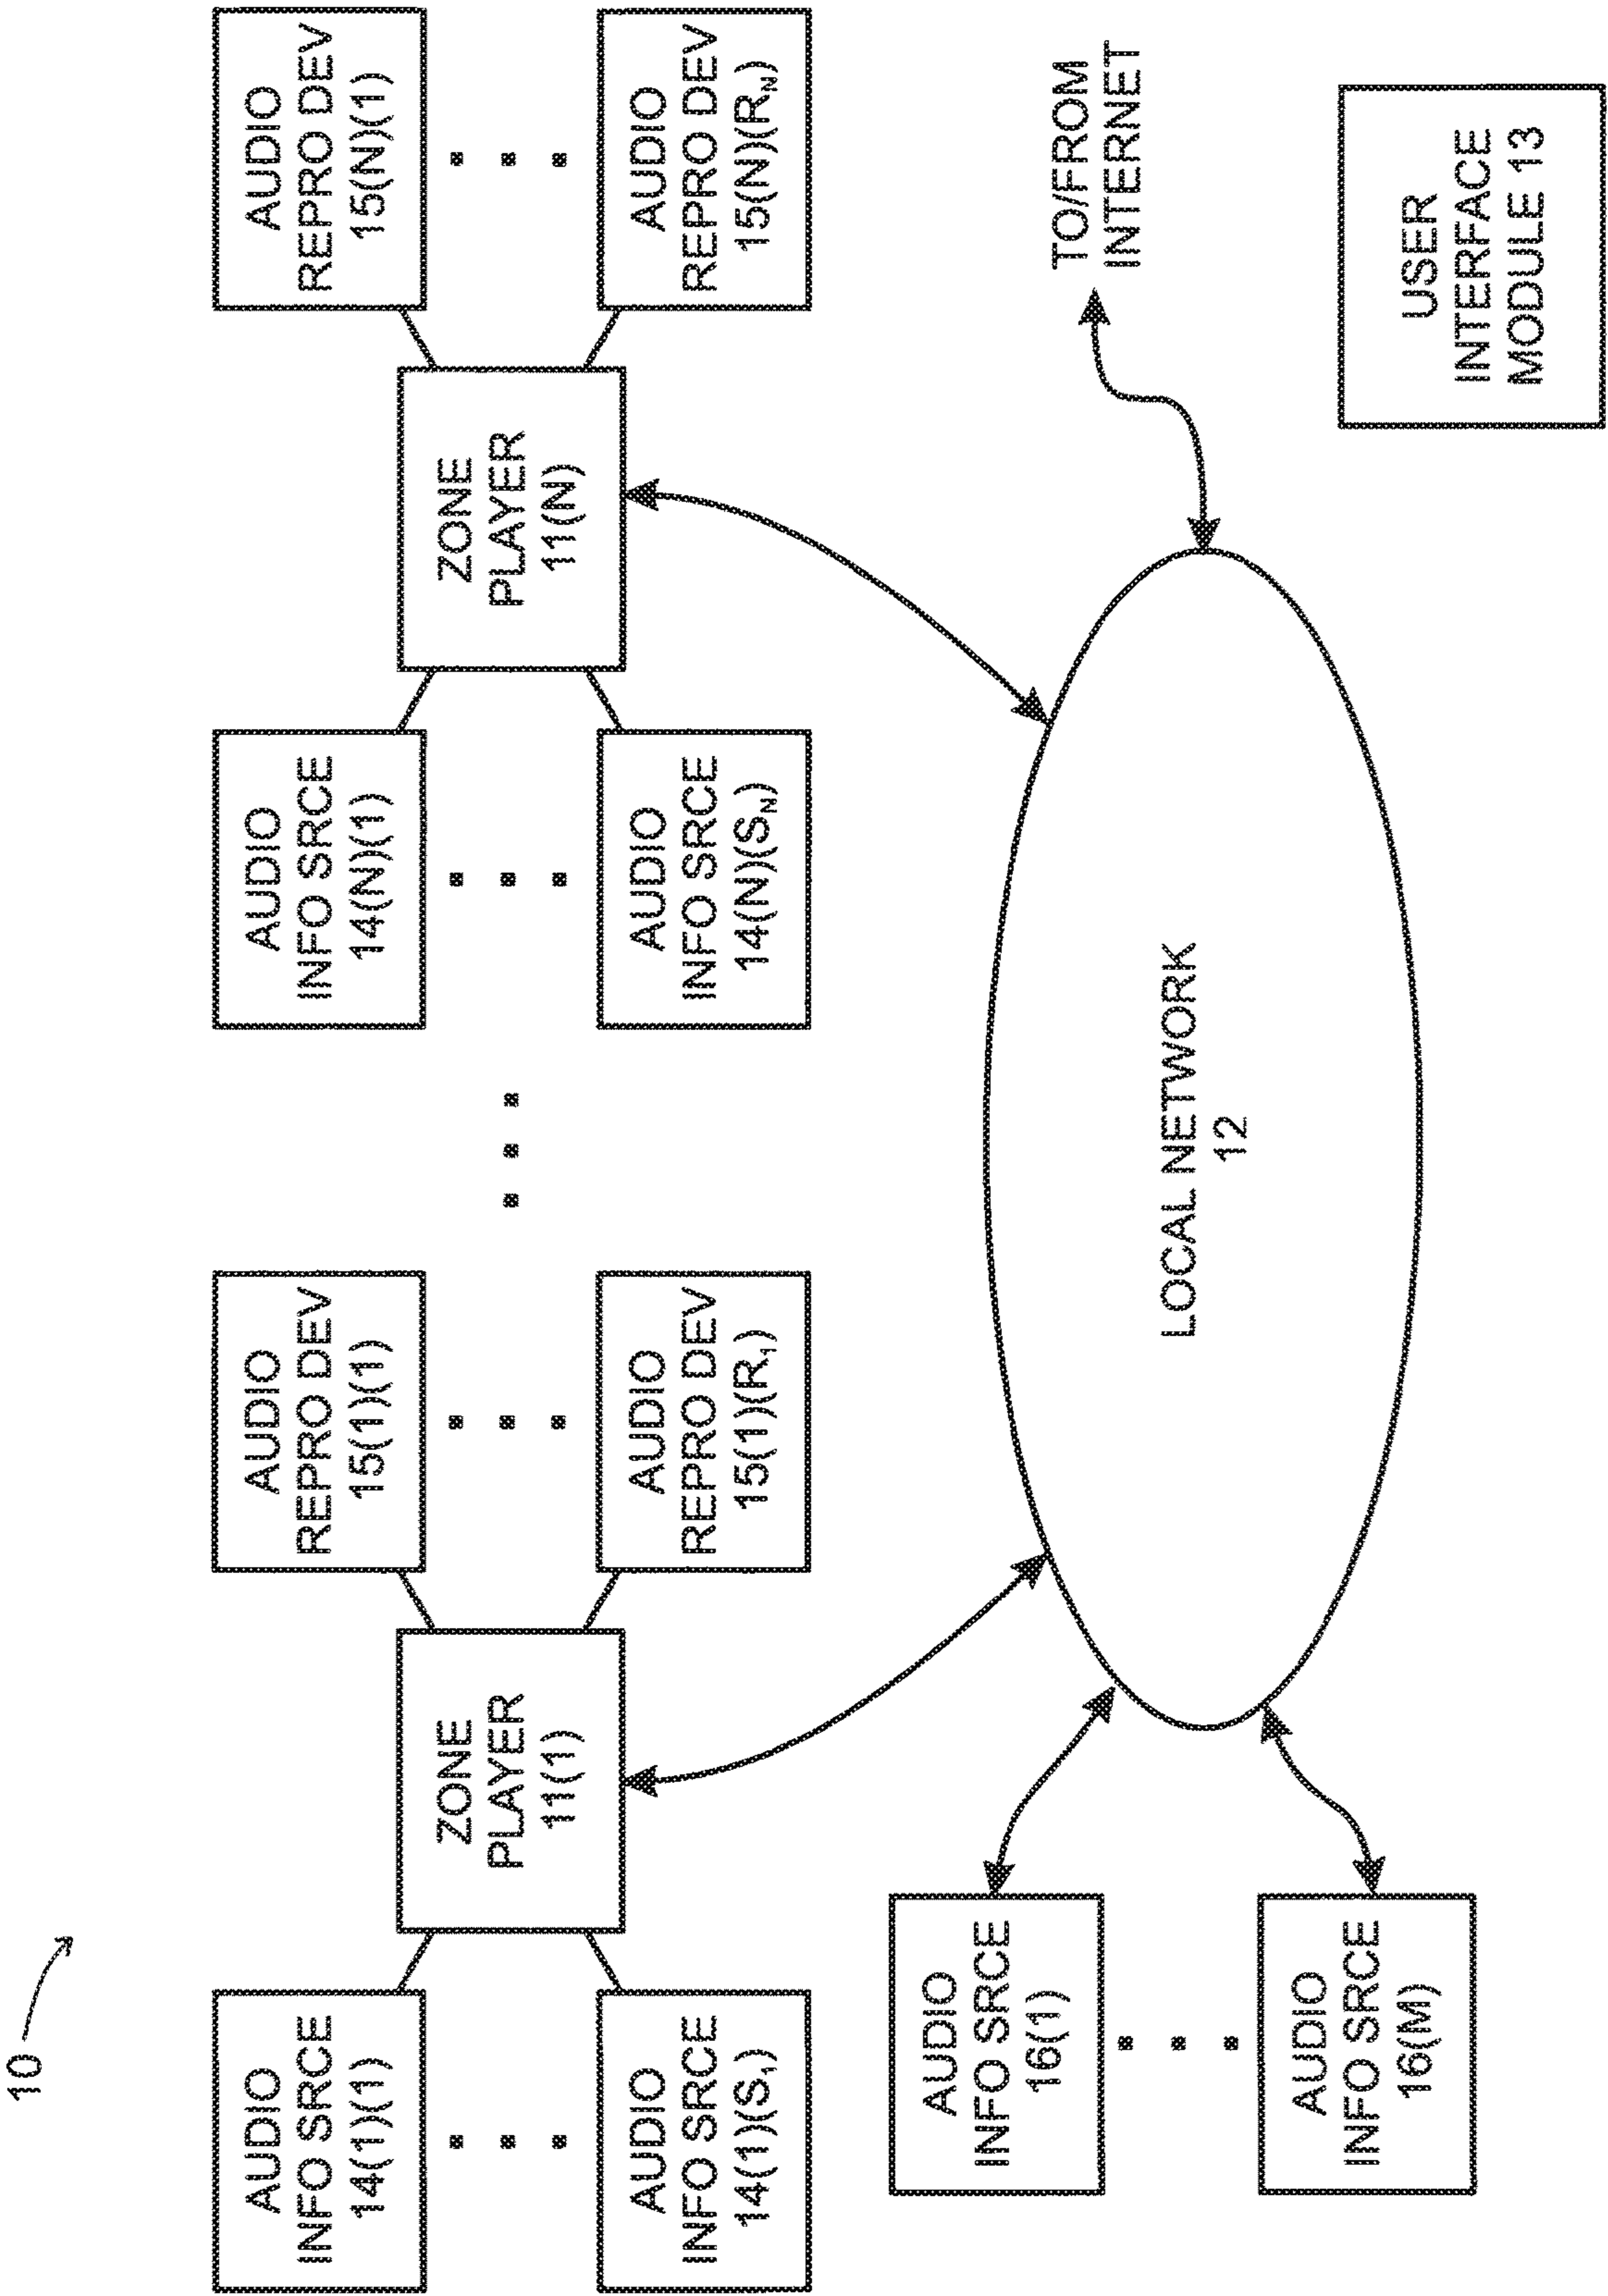 10
AUDIO
INFO SRCE
14(1)(1)
AUDIO
INFO SRCE
14(1)(S₁)
ZONE
PLAYER
11(1)
AUDIO
REPRO DEV
15(1)(1)
AUDIO
REPRO DEV
15(1)(R₁)
AUDIO
INFO SRCE
14(N)(1)
AUDIO
INFO SRCE
14(N)(S_N)
ZONE
PLAYER
11(N)
AUDIO
REPRO DEV
15(N)(1)
AUDIO
REPRO DEV
15(N)(R_N)
AUDIO
INFO SRCE
16(1)
AUDIO
INFO SRCE
16(M)
LOCAL NETWORK
12
TO/FROM
INTERNET
USER
INTERFACE
MODULE 13